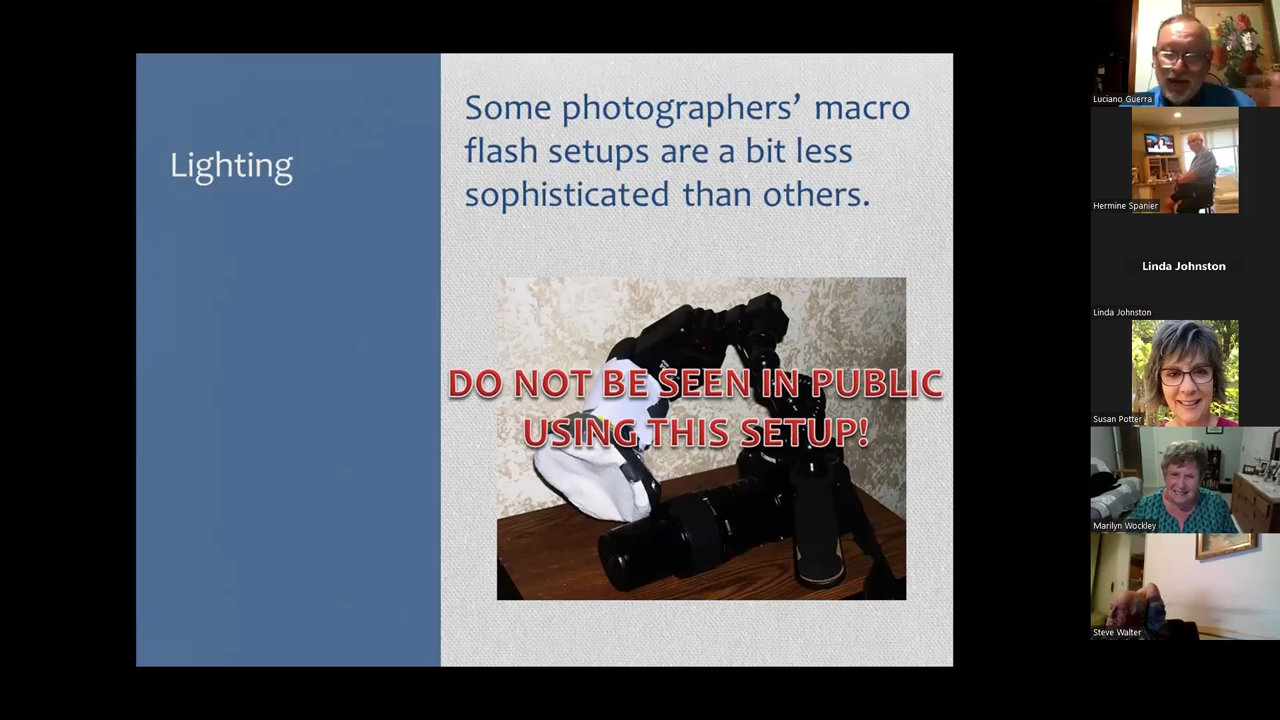 Lighting
Some photographers’ macro
flash setups are a bit less
sophisticated than others.
DO NOT BE SEEN IN PUBLIC
USING THIS SETUP!
Luciano Guerra
Hermine Spanier
Linda Johnston
Linda Johnston
Susan Potter
Marilyn Wockley
Steve Walter